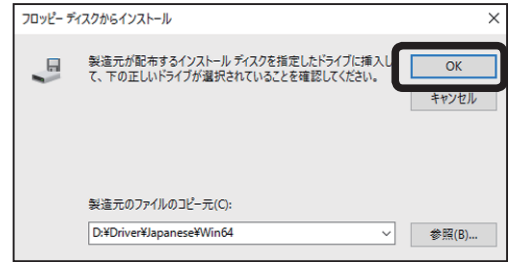 フロッピー ディスクからインストール
製造元が配布するインストール ディスクを指定したドライブに挿入し
て、下の正しいドライブが選択されていることを確認してください。
OK
キャンセル
製造元のファイルのコピー元(C):
D:¥Driver¥Japanese¥Win64
参照(B)...